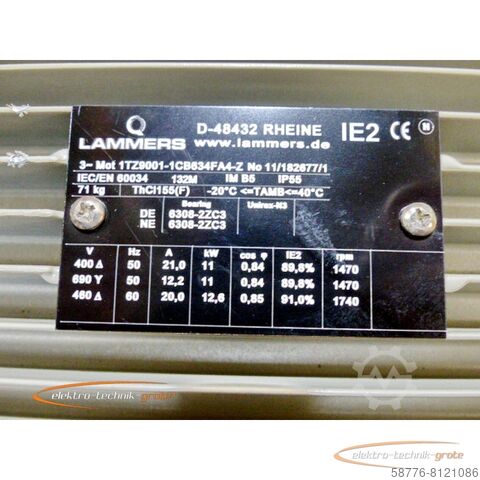 LAMMERS
D-48432 RHEINE
www.lammers.de
IE2 CE
3~ Mot 1TZ9001-1CB634FA4-Z No 11/182677/1
IEC/EN 60034 132M IM B5 IP55
71 kg ThCl155(F) -20°C <=TAMB<=40°C
Bearing Unirex-N3
DE 6308-2ZC3
NE 6308-2ZC3
V Hz A kW cos φ IE2 rpm
400 Δ 50 21,0 11 0,84 89,8% 1470
690 Y 50 12,2 11 0,84 89,8% 1470
460 Δ 60 20,0 12,6 0,85 91,0% 1740
elektro-technik-grote
elektro-technik-grote
58776-8121086